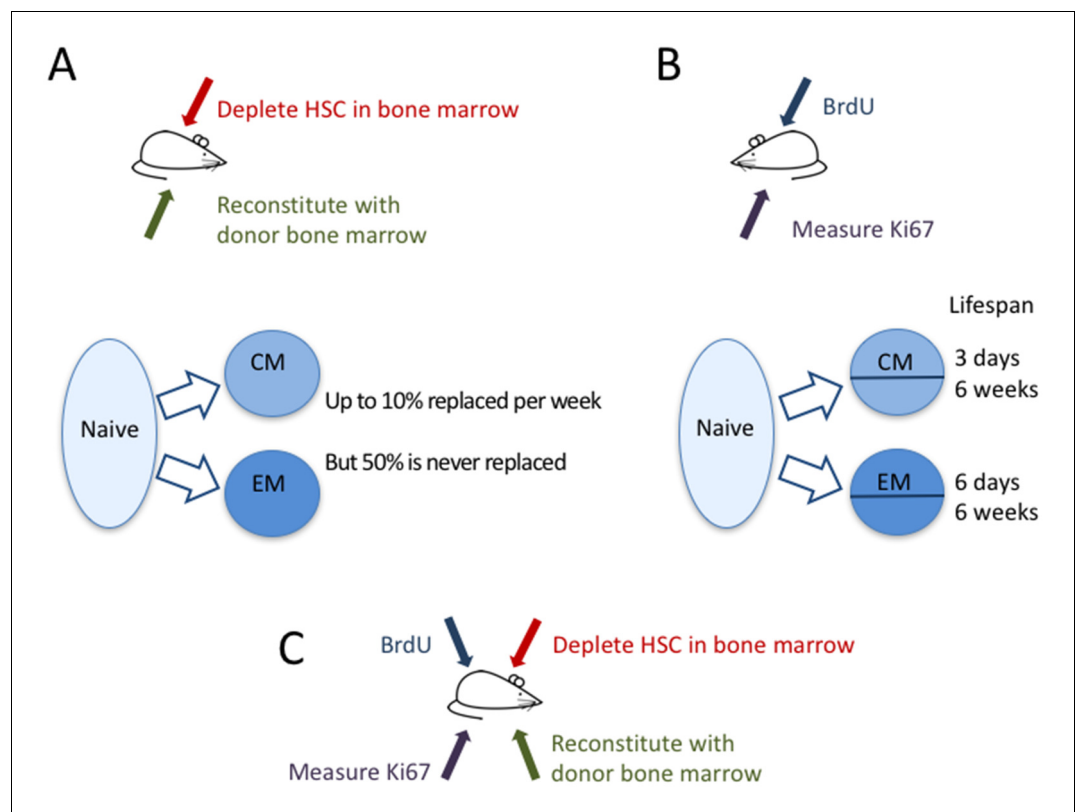 A
Deplete HSC in bone marrow
Reconstitute with
donor bone marrow
Naive
CM
EM
Up to 10% replaced per week
But 50% is never replaced
B
BrdU
Measure Ki67
Lifespan
Naive
CM
3 days
6 weeks
EM
6 days
6 weeks
C
BrdU
Deplete HSC in bone marrow
Measure Ki67
Reconstitute with
donor bone marrow